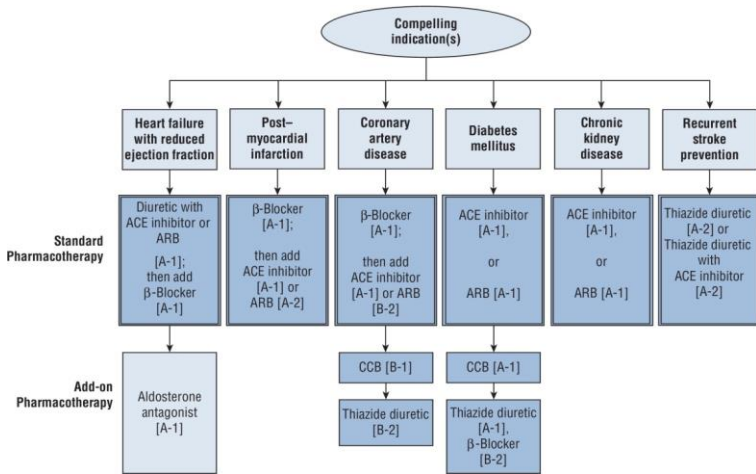 Compelling
indication(s)
Heart failure
with reduced
ejection fraction
Post–
myocardial
infarction
Coronary
artery
disease
Diabetes
mellitus
Chronic
kidney
disease
Recurrent
stroke
prevention
Standard
Pharmacotherapy
Diuretic with
ACE inhibitor or
ARB
[A-1];
then add
β-Blocker
[A-1]
β-Blocker
[A-1];
then add
ACE inhibitor
[A-1] or
ARB [A-2]
β-Blocker
[A-1];
then add
ACE inhibitor
[A-1] or ARB
[B-2]
ACE inhibitor
[A-1],
or
ARB [A-1]
ACE inhibitor
[A-1],
or
ARB [A-1]
Thiazide diuretic
[A-2] or
Thiazide diuretic
with
ACE inhibitor
[A-2]
Add-on
Pharmacotherapy
Aldosterone
antagonist
[A-1]
CCB [B-1]
Thiazide diuretic
[B-2]
CCB [A-1]
Thiazide diuretic
[A-1],
β-Blocker
[B-2]